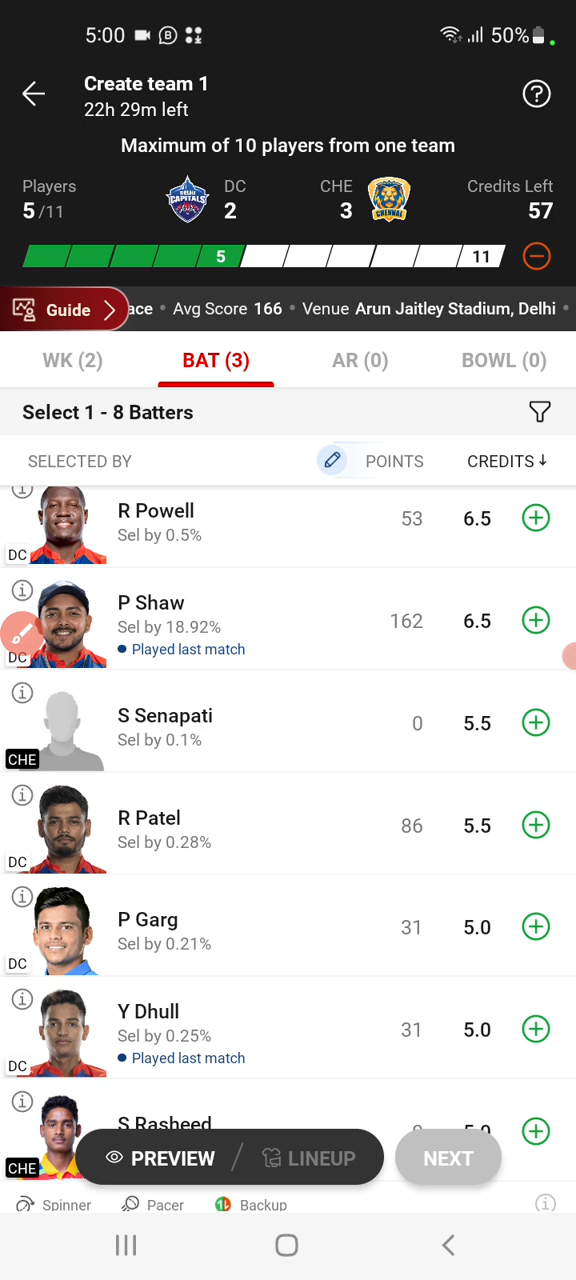 5:00
50%
Create team 1
22h 29m left
Maximum of 10 players from one team
Players
5/11
DELHI CAPITALS
DC
2
CHE
3
CHENNAI
Credits Left
57
5
11
Guide
ace • Avg Score 166 • Venue Arun Jaitley Stadium, Delhi •
WK (2)
BAT (3)
AR (0)
BOWL (0)
Select 1 - 8 Batters
SELECTED BY
POINTS
CREDITS↓
DC
R Powell
Sel by 0.5%
53
6.5
DC
P Shaw
Sel by 18.92%
Played last match
162
6.5
CHE
S Senapati
Sel by 0.1%
0
5.5
DC
R Patel
Sel by 0.28%
86
5.5
DC
P Garg
Sel by 0.21%
31
5.0
DC
Y Dhull
Sel by 0.25%
Played last match
31
5.0
CHE
S Rasheed
0
5.0
PREVIEW
LINEUP
NEXT
Spinner
Pacer
Backup